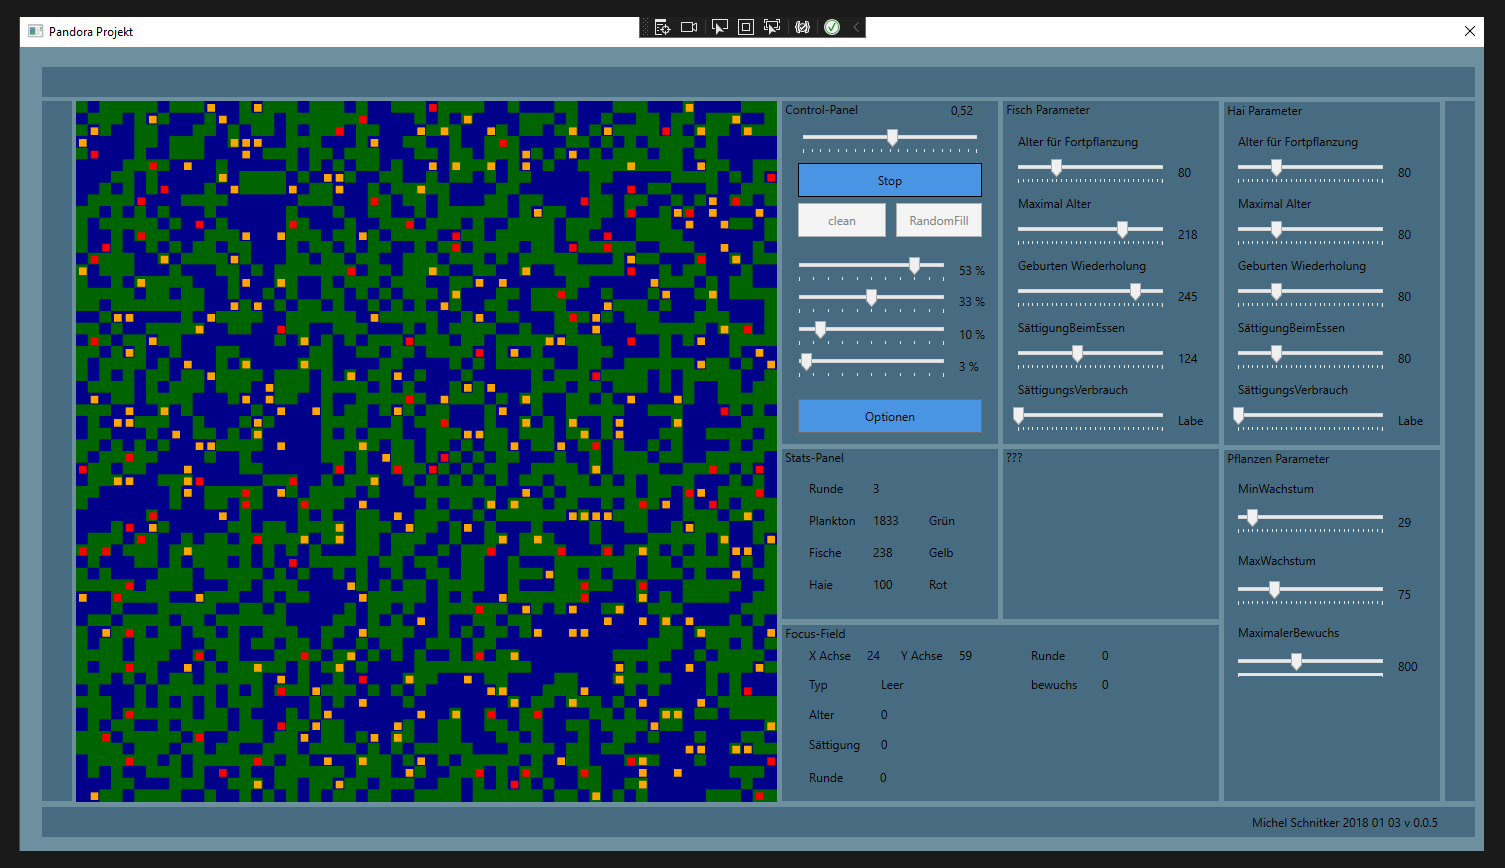 Pandora Projekt
Control-Panel 0,52
Stop
clean RandomFill
53 %
33 %
10 %
3 %
Optionen
Fisch Parameter
Alter für Fortpflanzung
80
Maximal Alter
218
Geburten Wiederholung
245
SättigungBeimEssen
124
SättigungsVerbrauch
Labe
Hai Parameter
Alter für Fortpflanzung
80
Maximal Alter
80
Geburten Wiederholung
80
SättigungBeimEssen
80
SättigungsVerbrauch
Labe
Stats-Panel
Runde 3
Plankton 1833 Grün
Fische 238 Gelb
Haie 100 Rot
???
Pflanzen Parameter
MinWachstum
29
MaxWachstum
75
MaximalerBewuchs
800
Focus-Field
X Achse 24 Y Achse 59 Runde 0
Typ Leer bewuchs 0
Alter 0
Sättigung 0
Runde 0
Michel Schnitker 2018 01 03 v 0.0.5